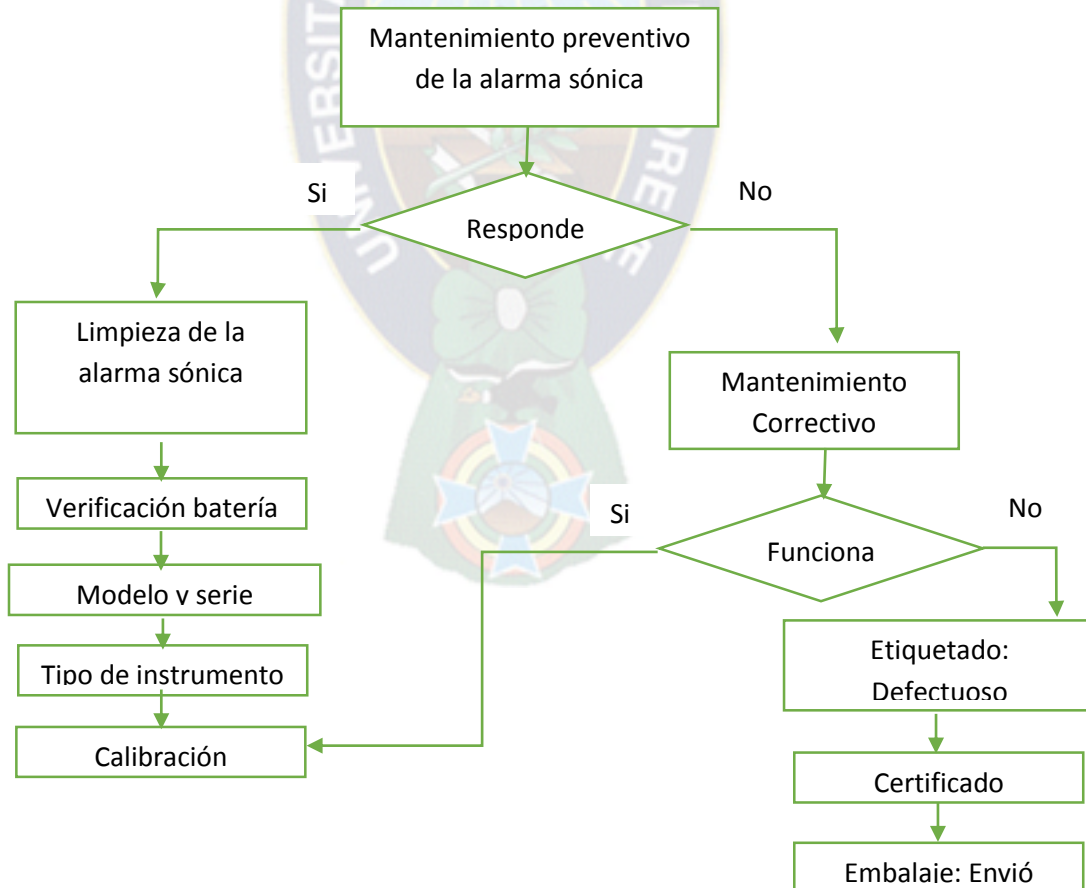 Mantenimiento preventivo
de la alarma sónica
Si
No
Responde
Limpieza de la
alarma sónica
Mantenimiento
Correctivo
Verificación batería
Si
No
Funciona
Modelo y serie
Tipo de instrumento
Etiquetado:
Defectuoso
Calibración
Certificado
Embalaje: Envió